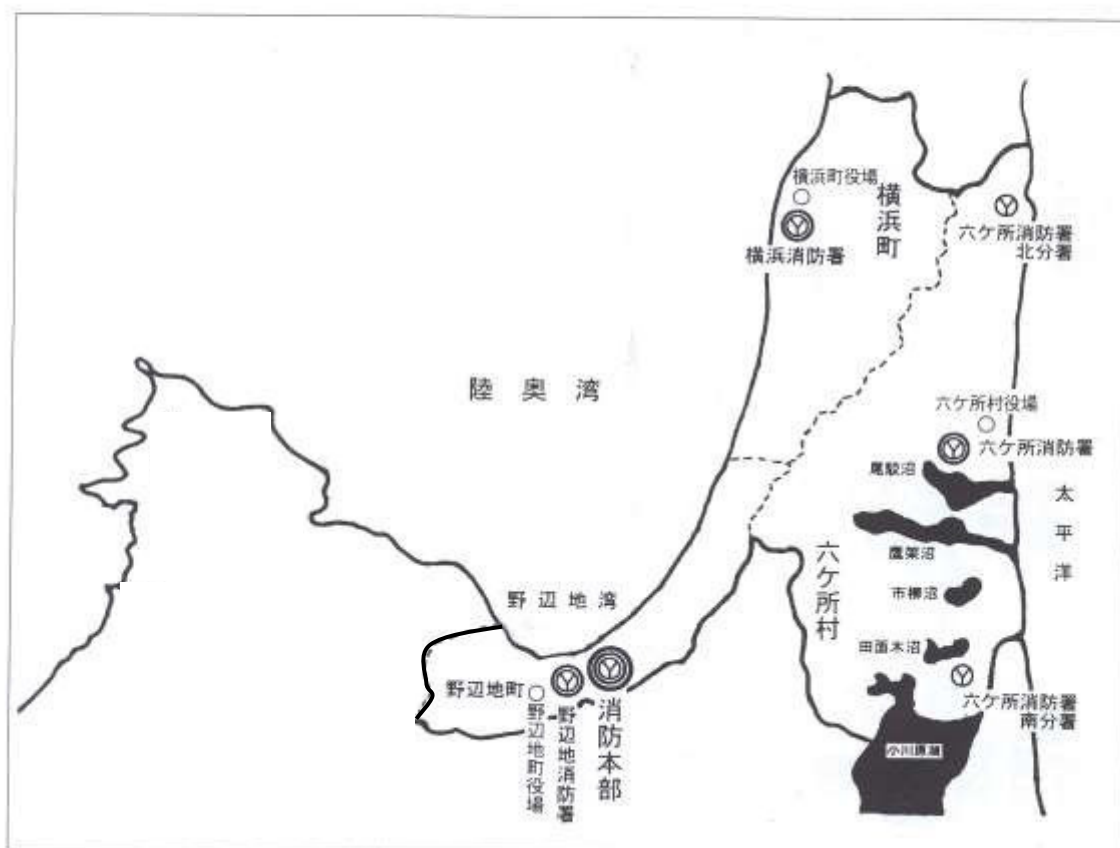 横浜町役場
横浜町
横浜消防署
六ケ所消防署
北分署
陸奥湾
六ケ所村役場
六ケ所消防署
尾駮沼
太平洋
鷹架沼
六ケ所村
市柳沼
野辺地湾
田面木沼
六ケ所消防署
南分署
野辺地町
野辺地町役場
野辺地消防署
消防本部
小川原湖